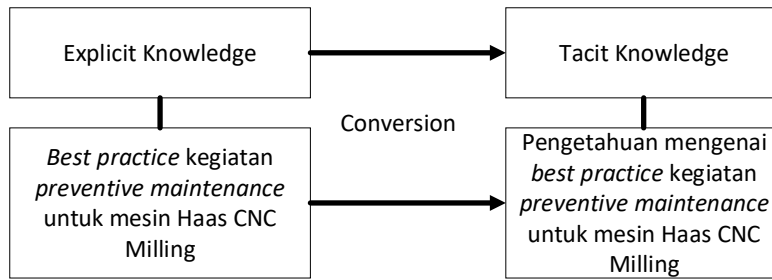 Explicit Knowledge
Tacit Knowledge
Conversion
Best practice kegiatan
preventive maintenance
untuk mesin Haas CNC
Milling
Pengetahuan mengenai
best practice kegiatan
preventive maintenance
untuk mesin Haas CNC
Milling